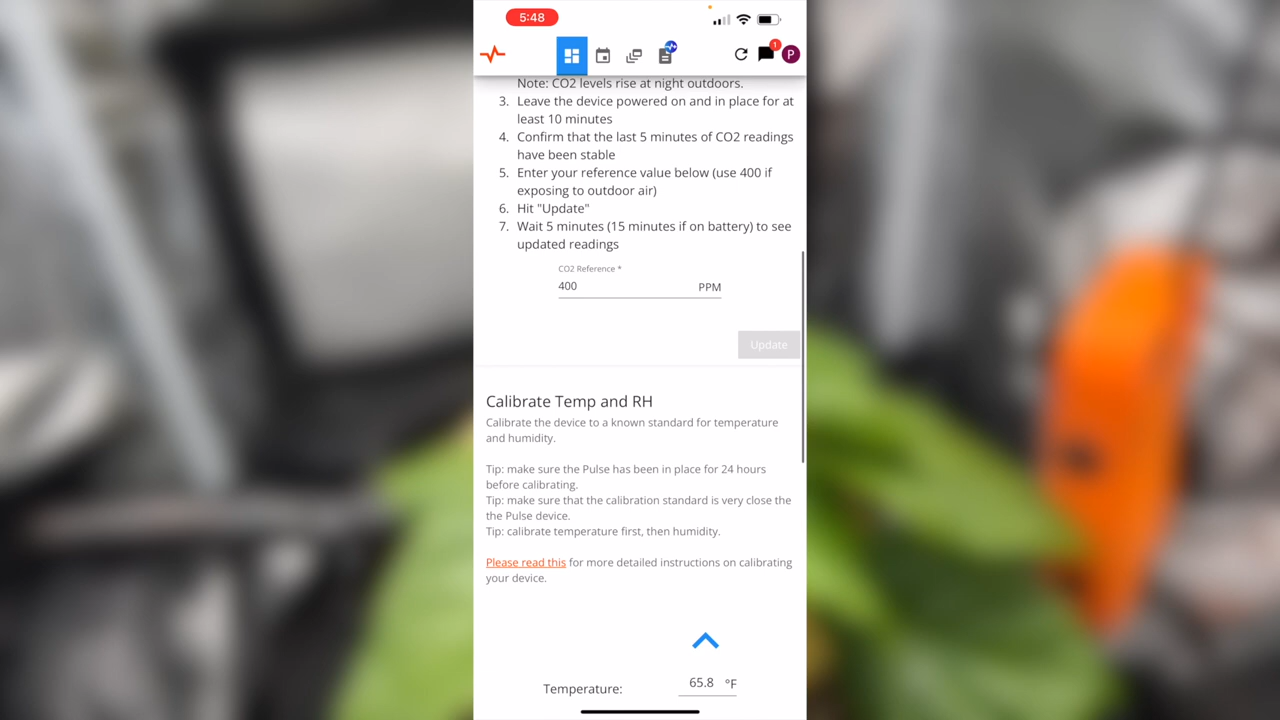 5:48
1
P
Note: CO2 levels rise at night outdoors.
3. Leave the device powered on and in place for at
least 10 minutes
4. Confirm that the last 5 minutes of CO2 readings
have been stable
5. Enter your reference value below (use 400 if
exposing to outdoor air)
6. Hit "Update"
7. Wait 5 minutes (15 minutes if on battery) to see
updated readings
CO2 Reference *
400 PPM
Update
Calibrate Temp and RH
Calibrate the device to a known standard for temperature
and humidity.
Tip: make sure the Pulse has been in place for 24 hours
before calibrating.
Tip: make sure that the calibration standard is very close the
the Pulse device.
Tip: calibrate temperature first, then humidity.
Please read this for more detailed instructions on calibrating
your device.
Temperature: 65.8 °F